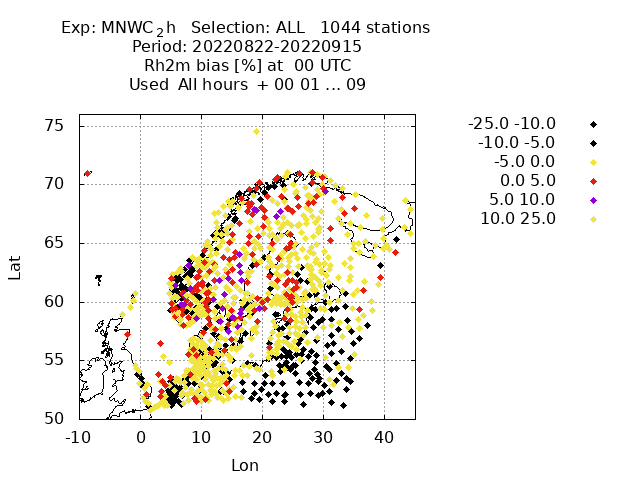 Exp: MNWC₂h Selection: ALL 1044 stations
Period: 20220822-20220915
Rh2m bias [%] at 00 UTC
Used All hours + 00 01 ... 09
-25.0 -10.0
-10.0 -5.0
-5.0 0.0
0.0 5.0
5.0 10.0
10.0 25.0
75
70
65
60
55
50
Lat
-10 0 10 20 30 40
Lon